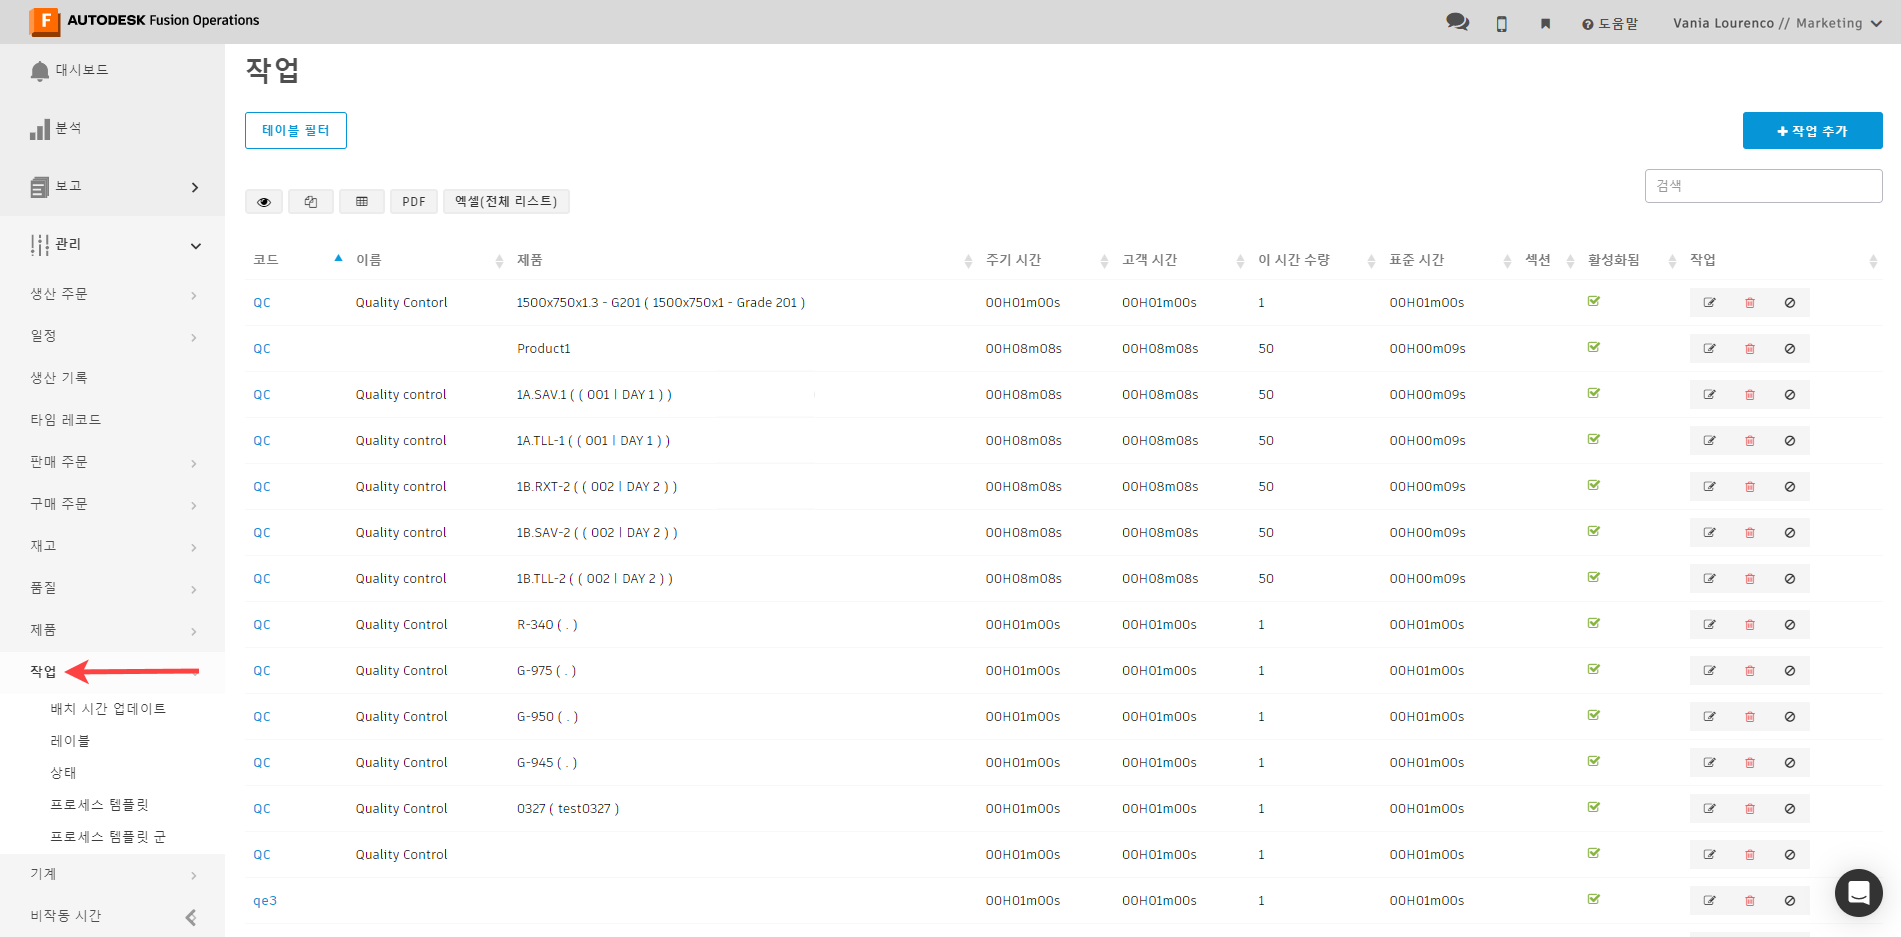 F AUTODESK Fusion Operations
도움말
Vania Lourenco // Marketing
대시보드
분석
보고
관리
생산 주문
일정
생산 기록
타임 레코드
판매 주문
구매 주문
재고
품질
제품
작업
배치 시간 업데이트
레이블
상태
프로세스 템플릿
프로세스 템플릿 군
기계
비작동 시간
작업
테이블 필터
+ 작업 추가
PDF 엑셀(전체 리스트)
검색
코드 이름 제품 주기 시간 고객 시간 이 시간 수량 표준 시간 섹션 활성화됨 작업
QC Quality Contorl 1500x750x1.3 - G201 ( 1500x750x1 - Grade 201 ) 00H01m00s 00H01m00s 1 00H01m00s
QC Product1 00H08m08s 00H08m08s 50 00H00m09s
QC Quality control 1A.SAV.1 ( ( 001 | DAY 1 ) ) 00H08m08s 00H08m08s 50 00H00m09s
QC Quality control 1A.TLL-1 ( ( 001 | DAY 1 ) ) 00H08m08s 00H08m08s 50 00H00m09s
QC Quality control 1B.RXT-2 ( ( 002 | DAY 2 ) ) 00H08m08s 00H08m08s 50 00H00m09s
QC Quality control 1B.SAV-2 ( ( 002 | DAY 2 ) ) 00H08m08s 00H08m08s 50 00H00m09s
QC Quality control 1B.TLL-2 ( ( 002 | DAY 2 ) ) 00H08m08s 00H08m08s 50 00H00m09s
QC Quality Control R-340 ( . ) 00H01m00s 00H01m00s 1 00H01m00s
QC Quality Control G-975 ( . ) 00H01m00s 00H01m00s 1 00H01m00s
QC Quality Control G-950 ( . ) 00H01m00s 00H01m00s 1 00H01m00s
QC Quality Control G-945 ( . ) 00H01m00s 00H01m00s 1 00H01m00s
QC Quality Control 0327 ( test0327 ) 00H01m00s 00H01m00s 1 00H01m00s
QC Quality Control 00H01m00s 00H01m00s 1 00H01m00s
qe3 00H01m00s 00H01m00s 1 00H01m00s